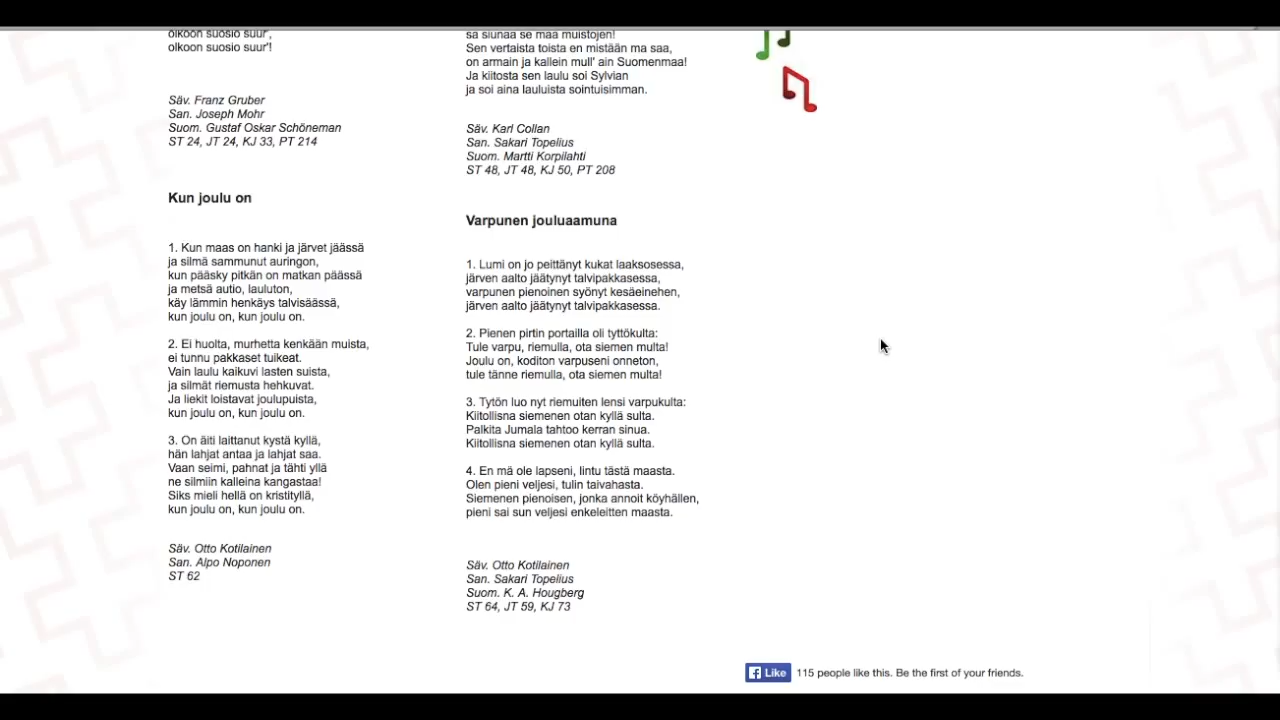 olkoon suosio suur',
olkoon suosio suur'!
Säv. Franz Gruber
San. Joseph Mohr
Suom. Gustaf Oskar Schöneman
ST 24, JT 24, KJ 33, PT 214
Kun joulu on
1. Kun maas on hanki ja järvet jäässä
ja silmä sammunut auringon,
kun pääsky pitkän on matkan päässä
ja metsä autio, lauluton,
käy lämmin henkäys talvisäässä,
kun joulu on, kun joulu on.
2. Ei huolta, murhetta kenkään muista,
ei tunnu pakkaset tuikeat.
Vain laulu kaikuvi lasten suista,
ja silmät riemusta hehkuvat.
Ja liekit loistavat joulupuista,
kun joulu on, kun joulu on.
3. On äiti laittanut kystä kyllä,
hän lahjat antaa ja lahjat saa.
Vaan seimi, pahnat ja tähti yllä
ne silmiin kalleina kangastaa!
Siks mieli hellä on kristityllä,
kun joulu on, kun joulu on.
Säv. Otto Kotilainen
San. Alpo Noponen
ST 62
sa siunaa se maa muistojen!
Sen vertaista toista en mistään ma saa,
on armain ja kallein mull' ain Suomenmaa!
Ja kiitosta sen laulu soi Sylvian
ja soi aina lauluista sointuisimman.
Säv. Karl Collan
San. Sakari Topelius
Suom. Martti Korpilahti
ST 48, JT 48, KJ 50, PT 208
Varpunen jouluaamuna
1. Lumi on jo peittänyt kukat laaksosessa,
järven aalto jäätynyt talvipakkasessa,
varpunen pienoinen syönyt kesäeinehen,
järven aalto jäätynyt talvipakkasessa.
2. Pienen pirtin portailla oli tyttökulta:
Tule varpu, riemulla, ota siemen multa!
Joulu on, koditon varpuseni onneton,
tule tänne riemulla, ota siemen multa!
3. Tytön luo nyt riemuiten lensi varpukulta:
Kiitollisna siemenen otan kyllä sulta.
Palkita Jumala tahtoo kerran sinua.
Kiitollisna siemenen otan kyllä sulta.
4. En mä ole lapseni, lintu tästä maasta.
Olen pieni veljesi, tulin taivahasta.
Siemenen pienoisen, jonka annoit köyhällen,
pieni sai sun veljesi enkeleitten maasta.
Säv. Otto Kotilainen
San. Sakari Topelius
Suom. K. A. Hougberg
ST 64, JT 59, KJ 73
Like 115 people like this. Be the first of your friends.